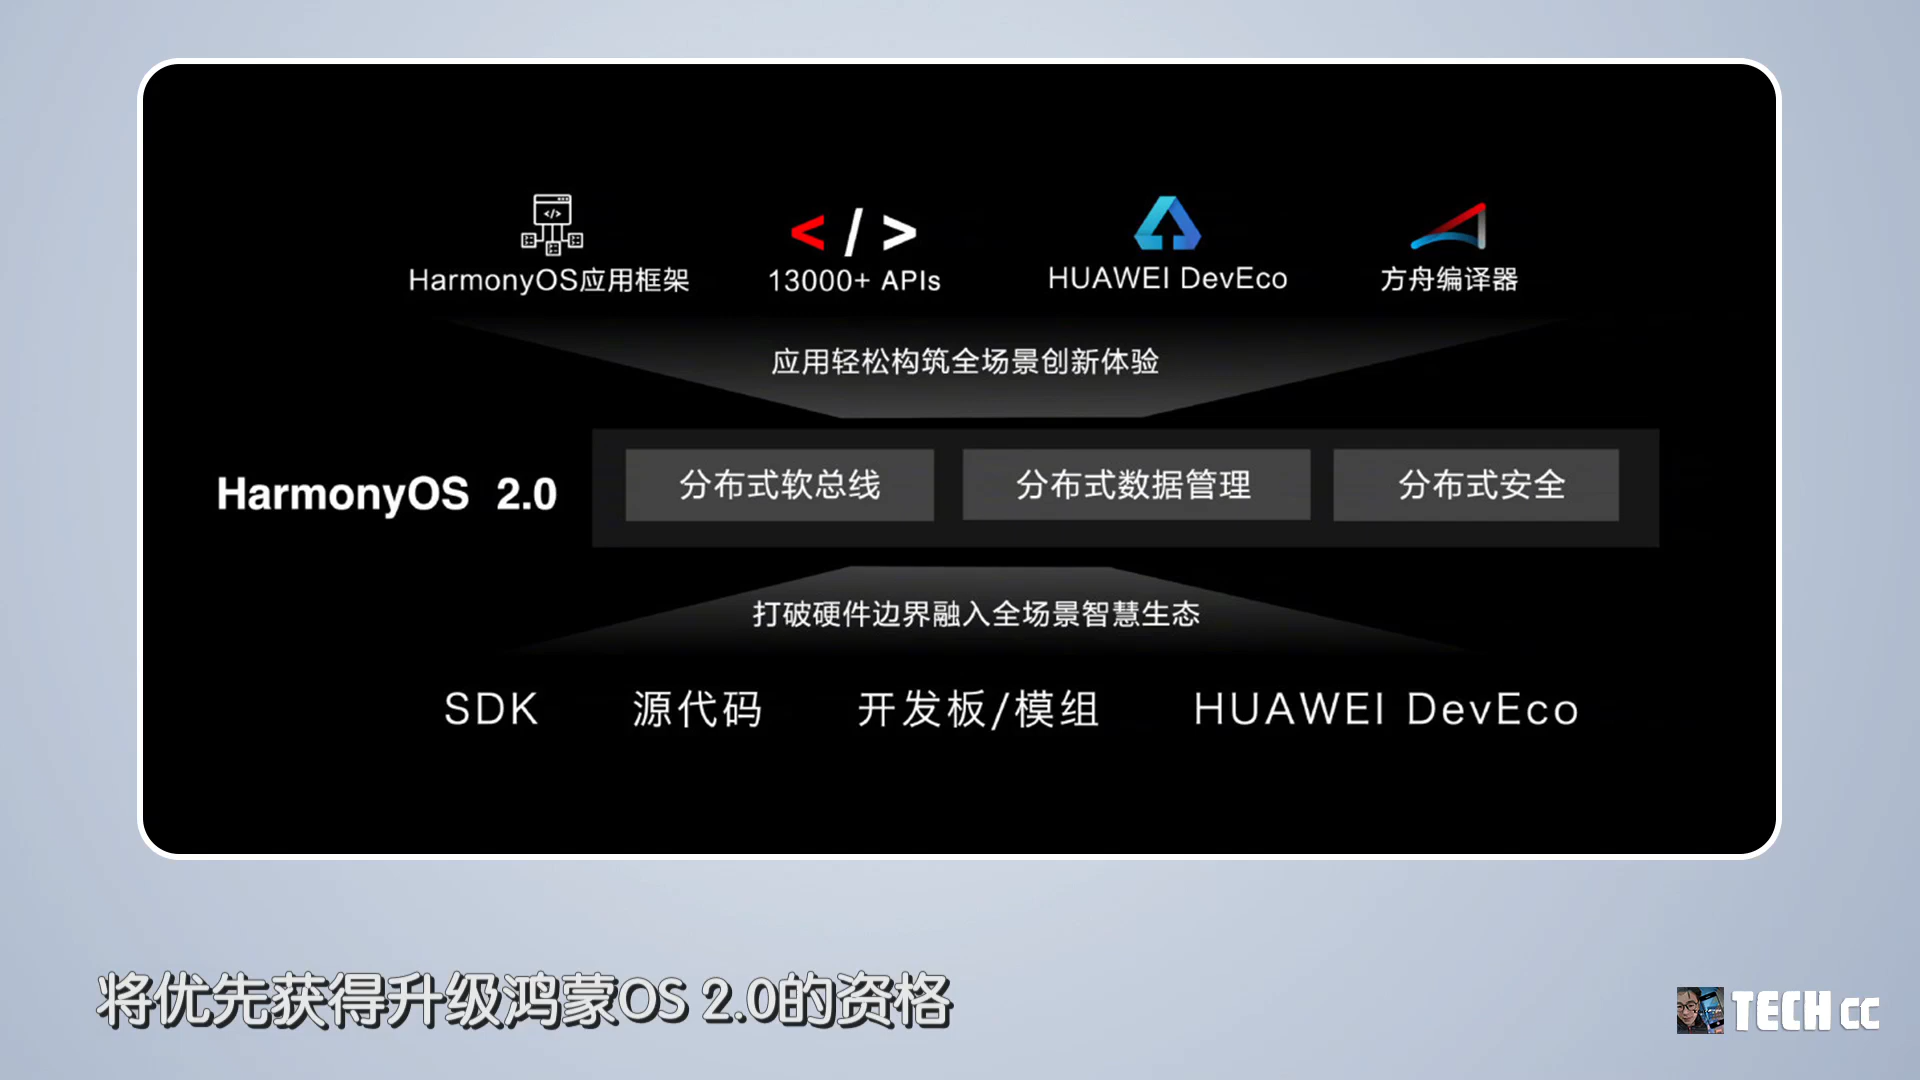 </>
HarmonyOS应用框架
13000+ APIs
HUAWEI DevEco
方舟编译器
应用轻松构筑全场景创新体验
HarmonyOS 2.0
分布式软总线
分布式数据管理
分布式安全
打破硬件边界融入全场景智慧生态
SDK
源代码
开发板/模组
HUAWEI DevEco
将优先获得升级鸿蒙OS 2.0的资格
TECH CC